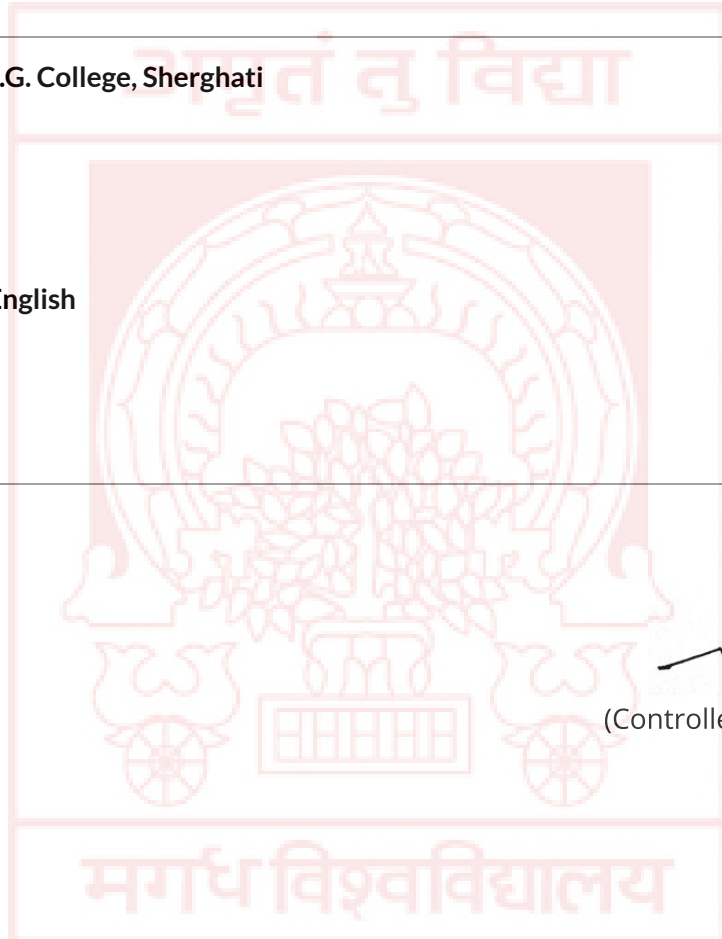 अमृतं तु विद्या
.G. College, Sherghati
English
(Controlle
मगध विश्वविद्यालय